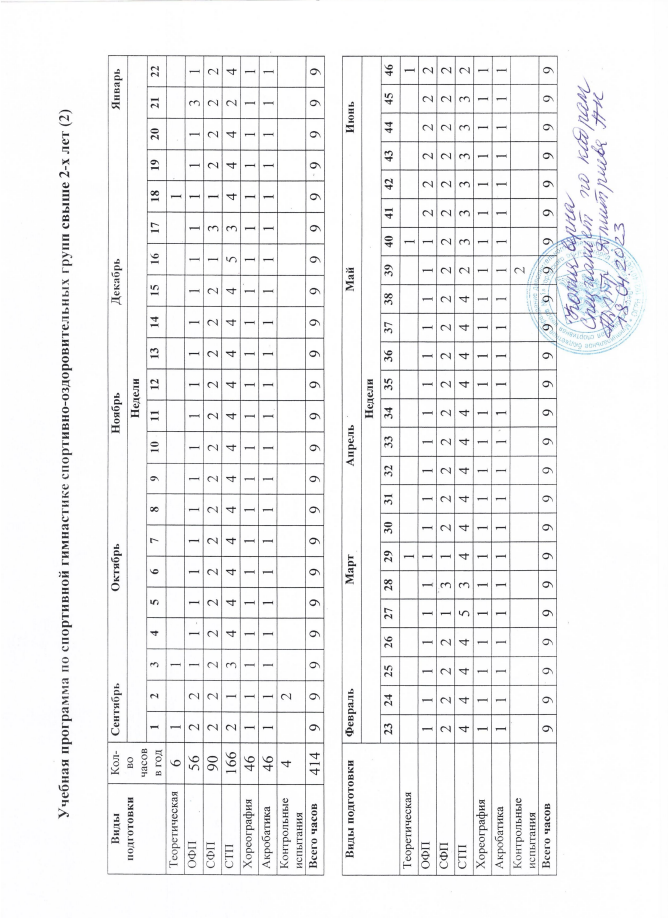 Учебная программа по спортивной гимнастике спортивно-оздоровительных групп свыше 2-х лет (2)
Виды подготовки Кол-во часов в год Сентябрь Октябрь Ноябрь Декабрь Январь
Недели
1 2 3 4 5 6 7 8 9 10 11 12 13 14 15 16 17 18 19 20 21 22
Теоретическая 6 1 1 1
ОФП 56 2 2 1 1 1 1 1 1 1 1 1 1 1 1 1 1 1 1 1 1 3 1
СФП 90 2 2 2 2 2 2 2 2 2 2 2 2 2 2 2 1 3 1 2 2 2 2
СТП 166 2 1 3 4 4 4 4 4 4 4 4 4 4 4 4 5 3 4 4 4 2 4
Хореография 46 1 1 1 1 1 1 1 1 1 1 1 1 1 1 1 1 1 1 1 1 1 1
Акробатика 46 1 1 1 1 1 1 1 1 1 1 1 1 1 1 1 1 1 1 1 1 1 1
Контрольные испытания 4 2
Всего часов 414 9 9 9 9 9 9 9 9 9 9 9 9 9 9 9 9 9 9 9 9 9 9
Виды подготовки Февраль Март Апрель Май Июнь
Недели
23 24 25 26 27 28 29 30 31 32 33 34 35 36 37 38 39 40 41 42 43 44 45 46
Теоретическая 1 1 1
ОФП 1 1 1 1 1 1 1 1 1 1 1 1 1 1 1 1 1 1 2 2 2 2 2 2
СФП 2 2 2 2 1 3 1 2 2 2 2 2 2 2 2 2 2 2 2 2 2 2 2 2
СТП 4 4 4 4 5 3 4 4 4 4 4 4 4 4 4 4 2 3 3 3 3 3 3 2
Хореография 1 1 1 1 1 1 1 1 1 1 1 1 1 1 1 1 1 1 1 1 1 1 1 1
Акробатика 1 1 1 1 1 1 1 1 1 1 1 1 1 1 1 1 1 1 1 1 1 1 1 1
Контрольные испытания 2
Всего часов 9 9 9 9 9 9 9 9 9 9 9 9 9 9 9 9 9 9 9 9 9 9 9 9
Копия верна
Специалист по кадрам
Дмитриева
18.04.2023